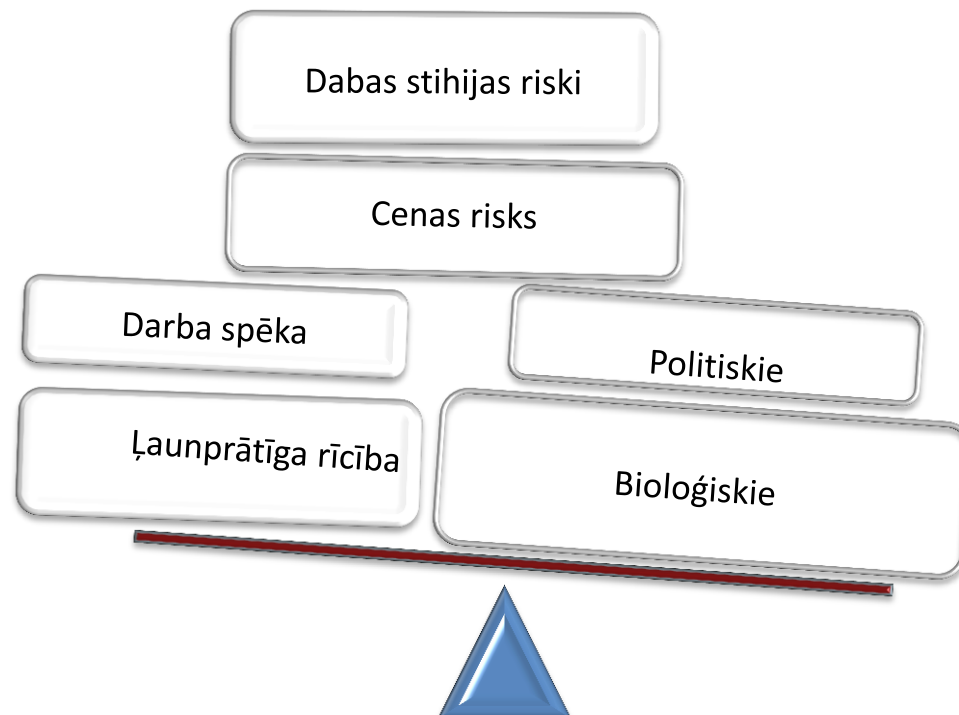 Dabas stihijas riski
Cenas risks
Darba spēka
Politiskie
Ļaunprātīga rīcība
Bioloģiskie